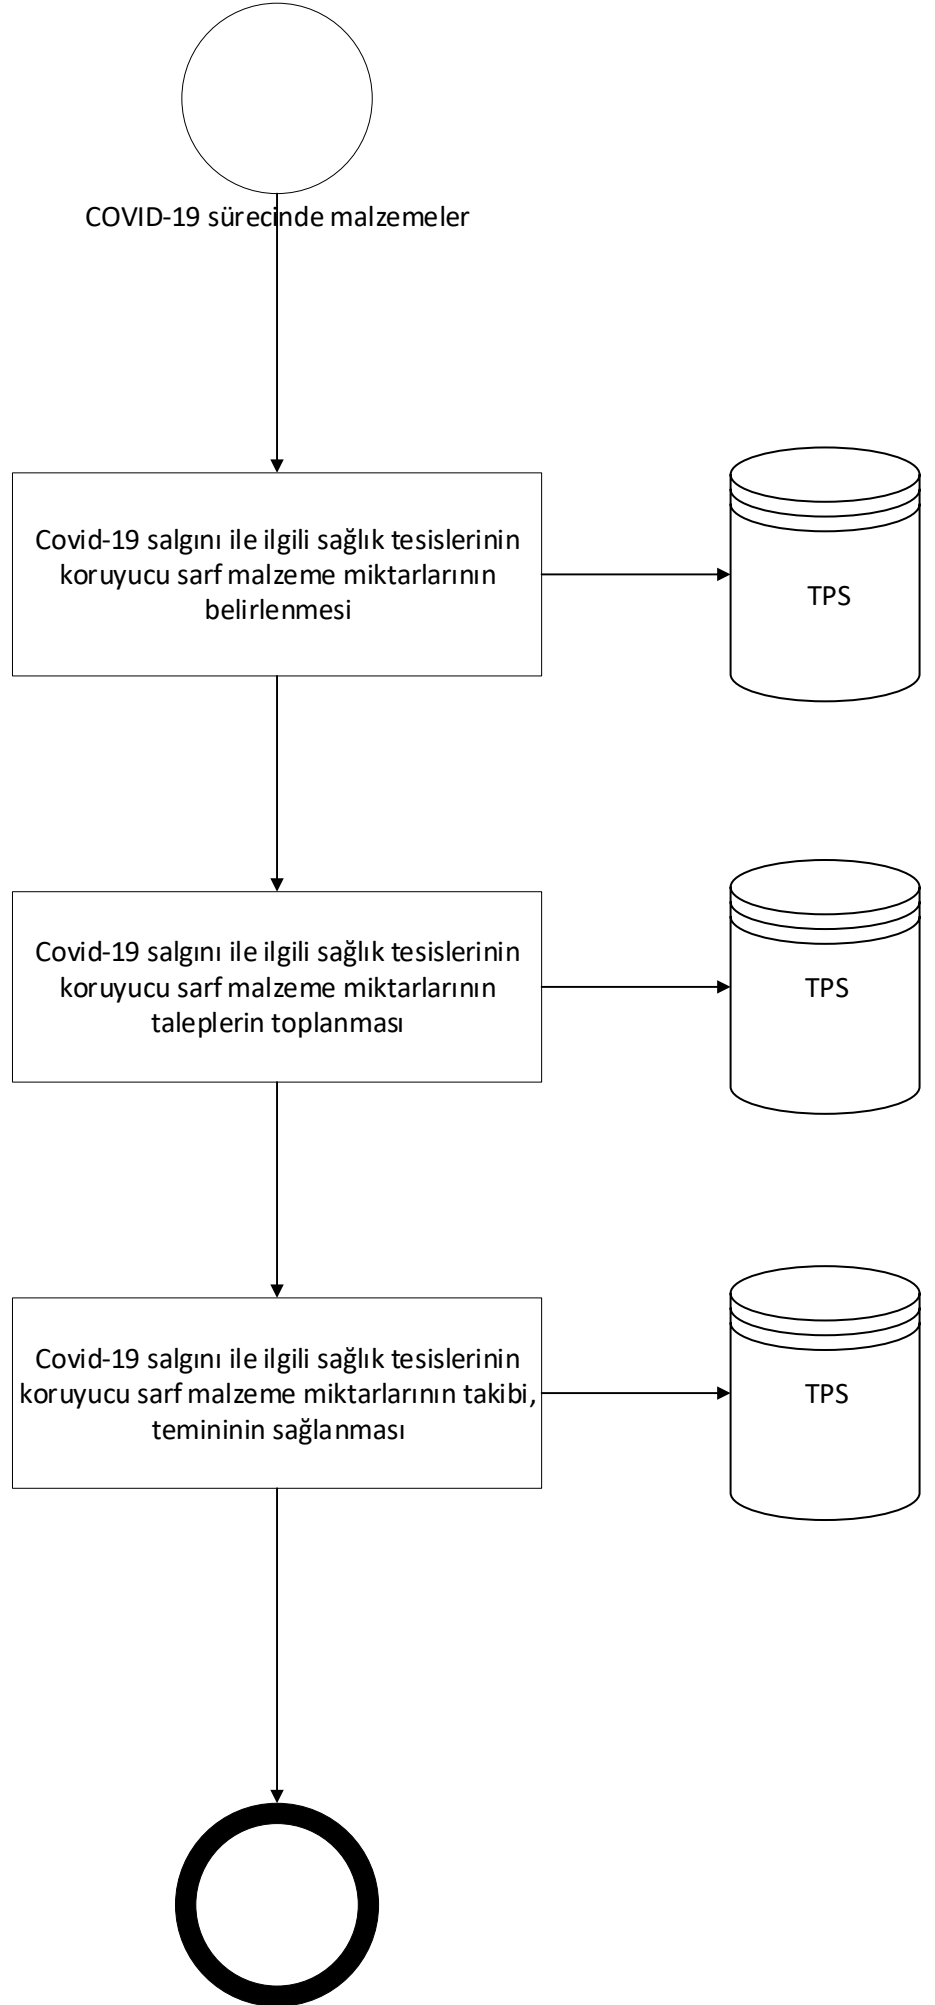 COVID-19 sürecinde malzemeler
Covid-19 salgını ile ilgili sağlık tesislerinin
koruyucu sarf malzeme miktarlarının
belirlenmesi
TPS
Covid-19 salgını ile ilgili sağlık tesislerinin
koruyucu sarf malzeme miktarlarının
taleplerin toplanması
TPS
Covid-19 salgını ile ilgili sağlık tesislerinin
koruyucu sarf malzeme miktarlarının takibi,
temininin sağlanması
TPS